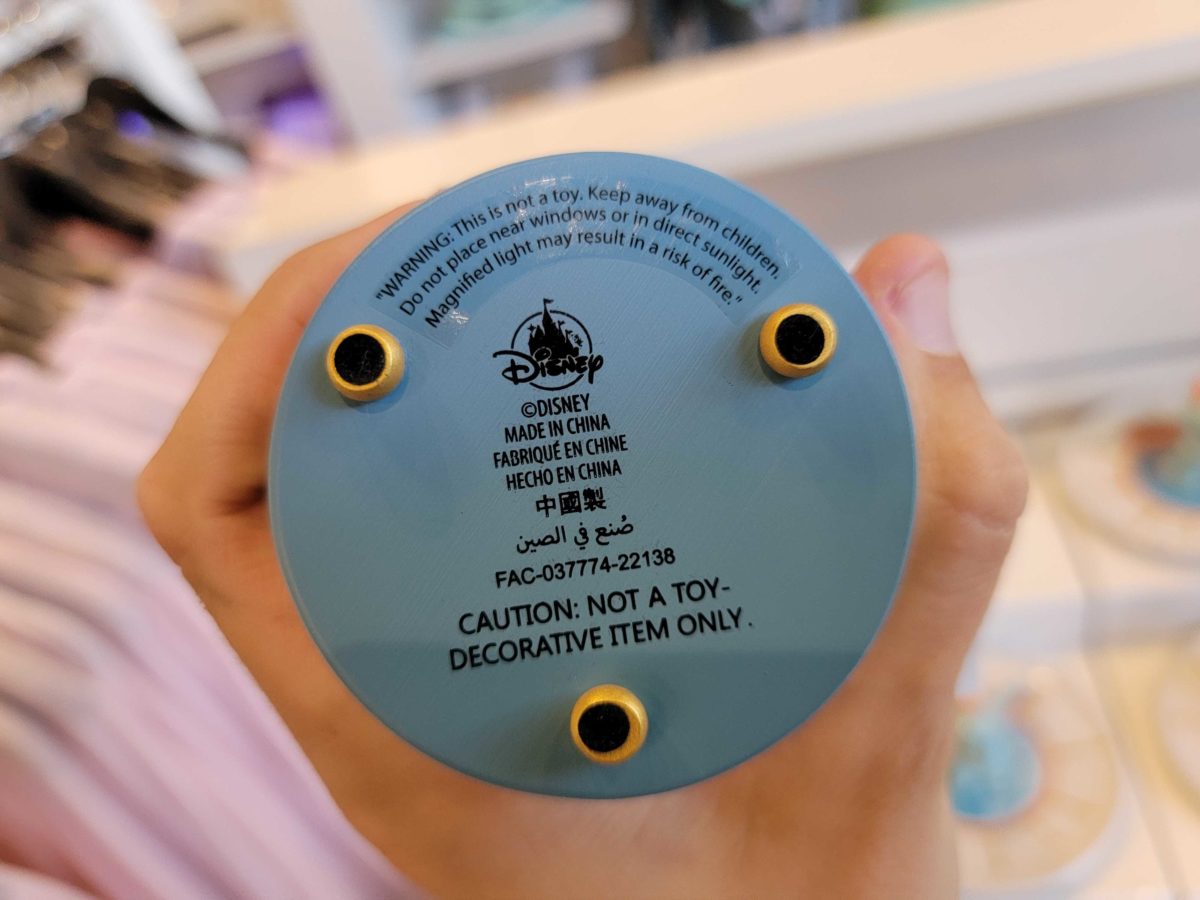 "WARNING: This is not a toy. Keep away from children.
Do not place near windows or in direct sunlight.
Magnified light may result in a risk of fire."
Disney
©DISNEY
MADE IN CHINA
FABRIQUÉ EN CHINE
HECHO EN CHINA
中國製
صُنع في الصين
FAC-037774-22138
CAUTION: NOT A TOY-
DECORATIVE ITEM ONLY.